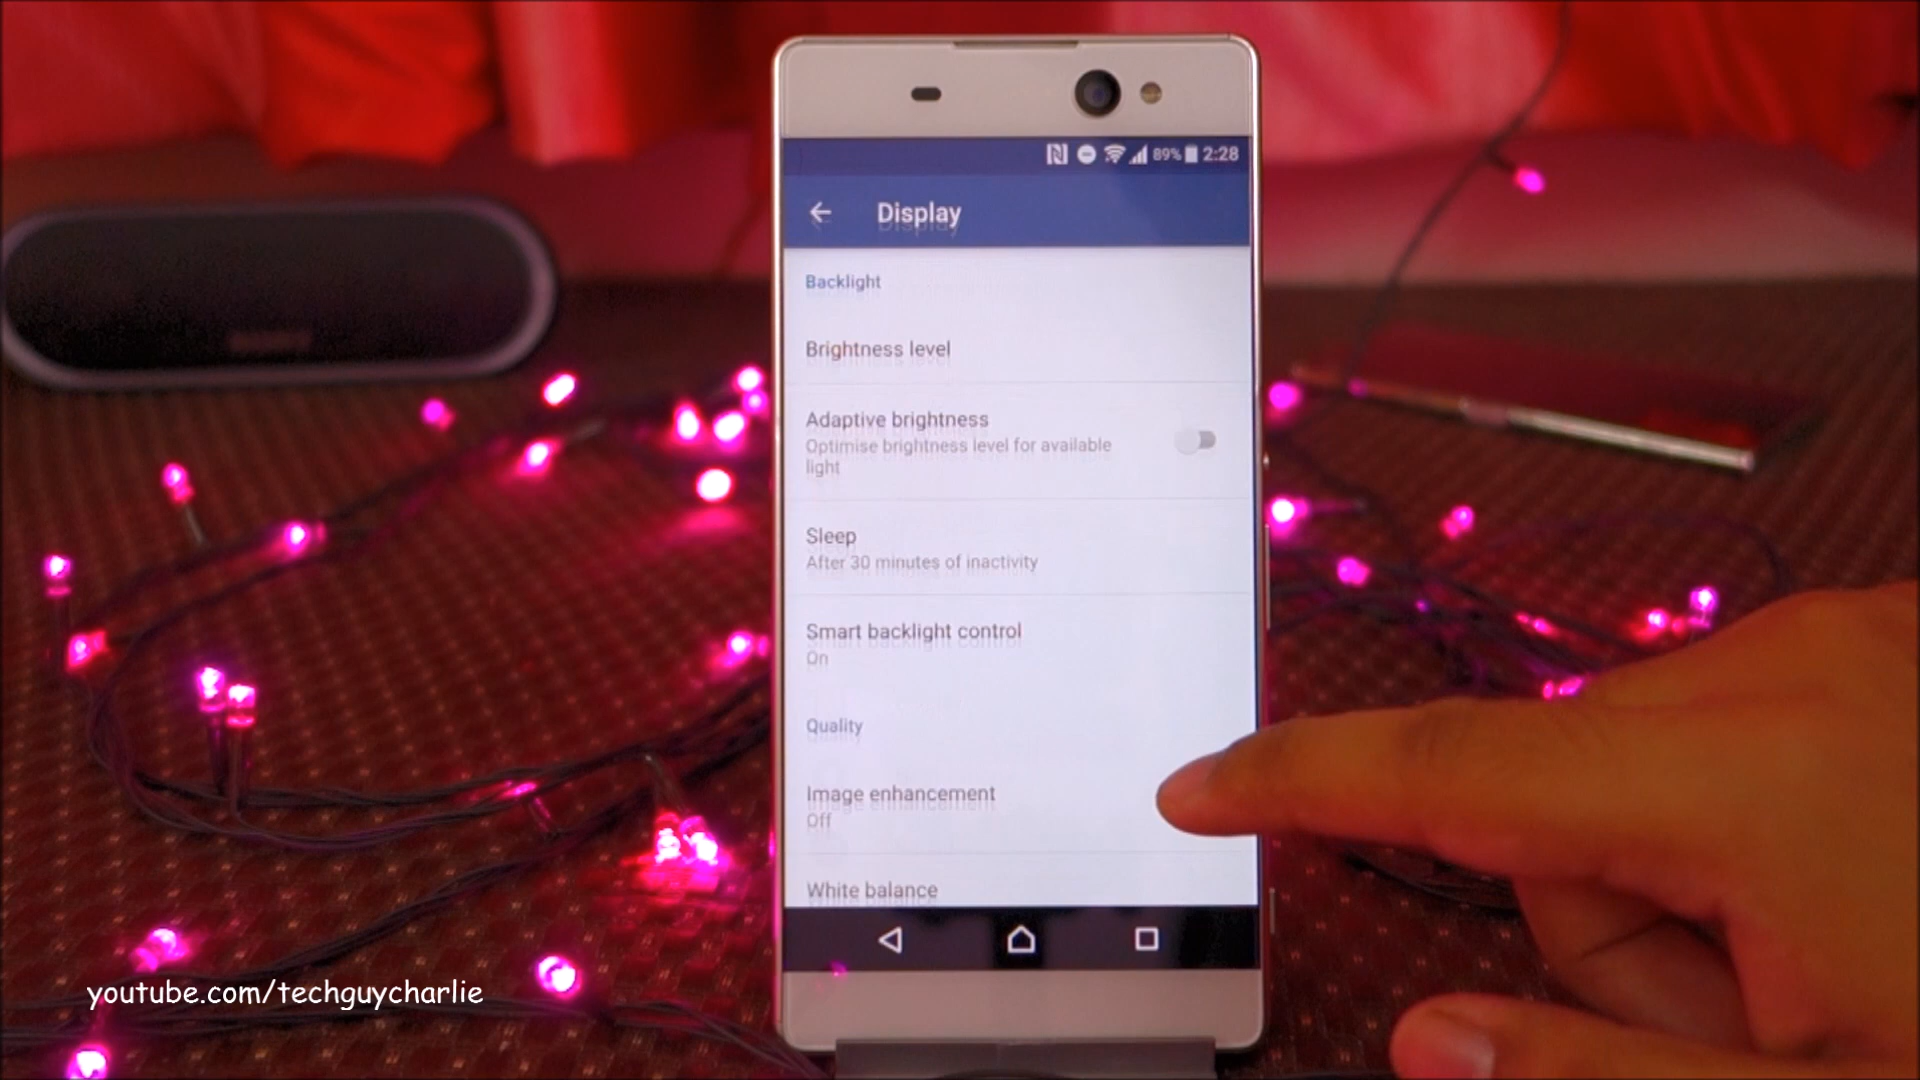 89% 2:28
Display
Backlight
Brightness level
Adaptive brightness
Optimise brightness level for available
light
Sleep
After 30 minutes of inactivity
Smart backlight control
On
Quality
Image enhancement
Off
White balance
youtube.com/techguycharlie